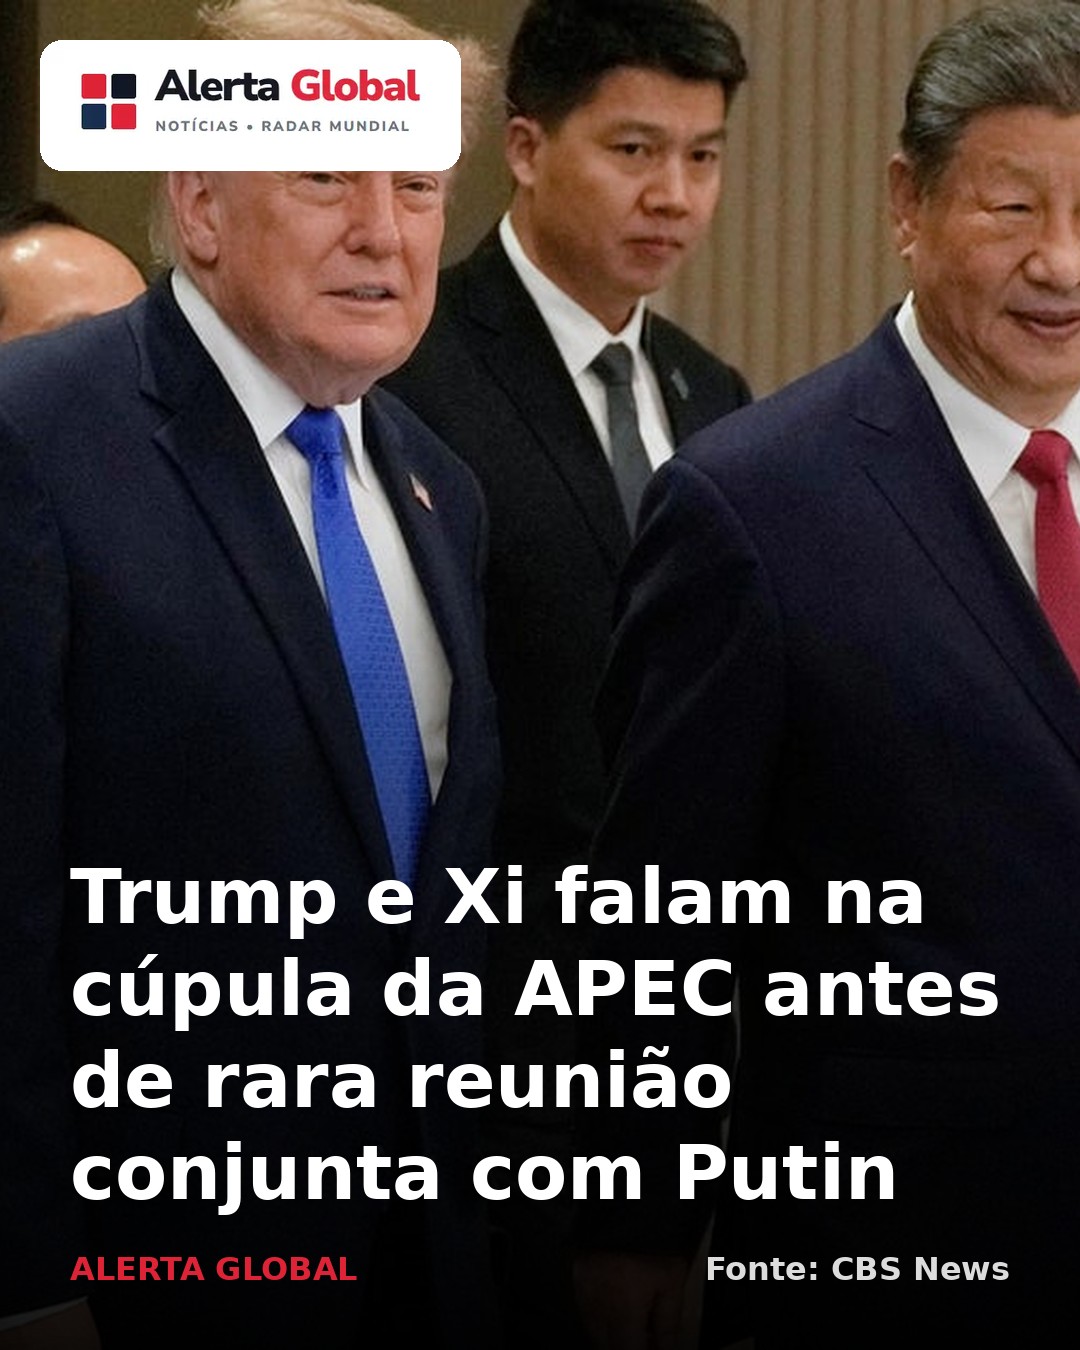 Alerta Global
NOTÍCIAS • RADAR MUNDIAL
Trump e Xi falam na
cúpula da APEC antes
de rara reunião
conjunta com Putin
ALERTA GLOBAL
Fonte: CBS News